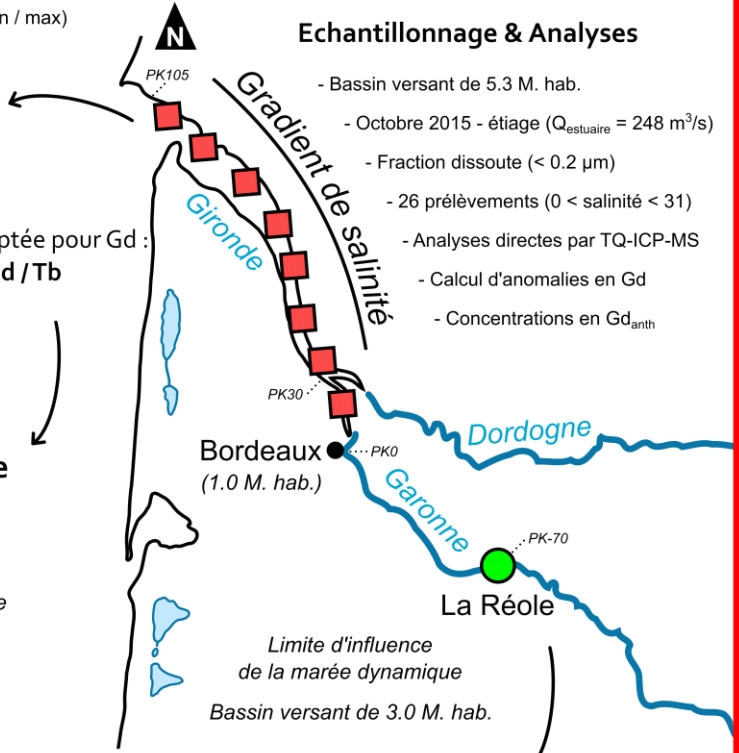 n / max)
N
Echantillonnage & Analyses
PK105
- Bassin versant de 5.3 M. hab.
- Octobre 2015 - étiage (Qestuaire = 248 m³/s)
- Fraction dissoute (< 0.2 µm)
- 26 prélèvements (0 < salinité < 31)
- Analyses directes par TQ-ICP-MS
- Calcul d'anomalies en Gd
- Concentrations en Gdanth
Gradient de salinité
Gironde
ptée pour Gd :
d / Tb
PK30
Dordogne
Bordeaux
PK0
(1.0 M. hab.)
e
Garonne
PK-70
La Réole
e
Limite d'influence
de la marée dynamique
Bassin versant de 3.0 M. hab.